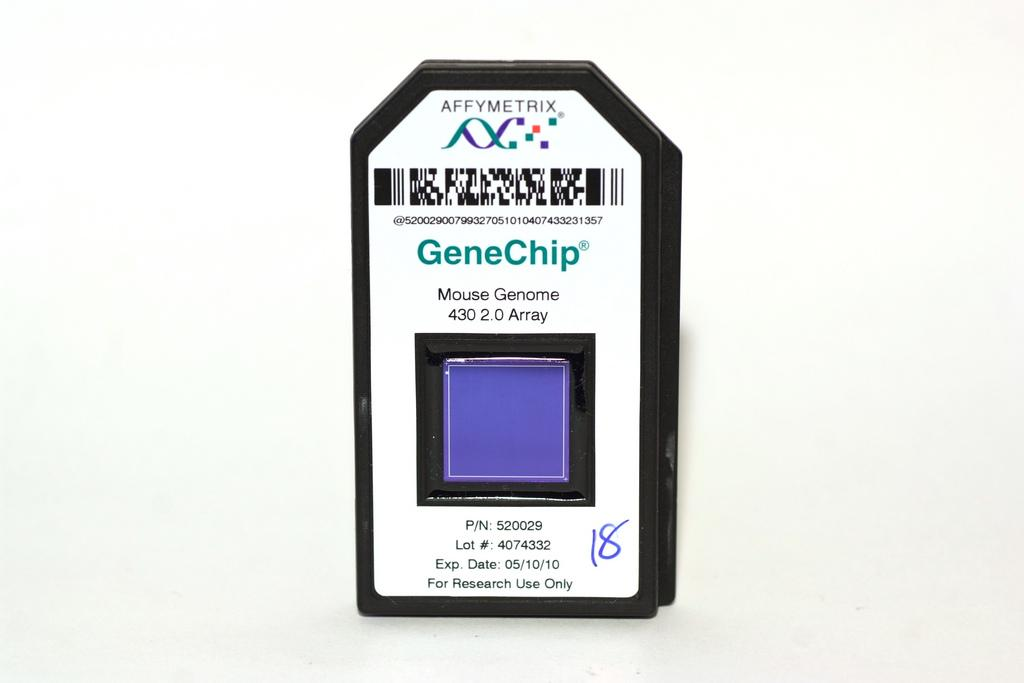 AFFYMETRIX®
@52002900799327051010407433231357
GeneChip®
Mouse Genome
430 2.0 Array
P/N: 520029
Lot #: 4074332
Exp. Date: 05/10/10
For Research Use Only
18